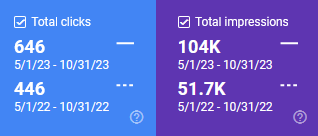 Total clicks
646
5/1/23 - 10/31/23
446
5/1/22 - 10/31/22
Total impressions
104K
5/1/23 - 10/31/23
51.7K
5/1/22 - 10/31/22